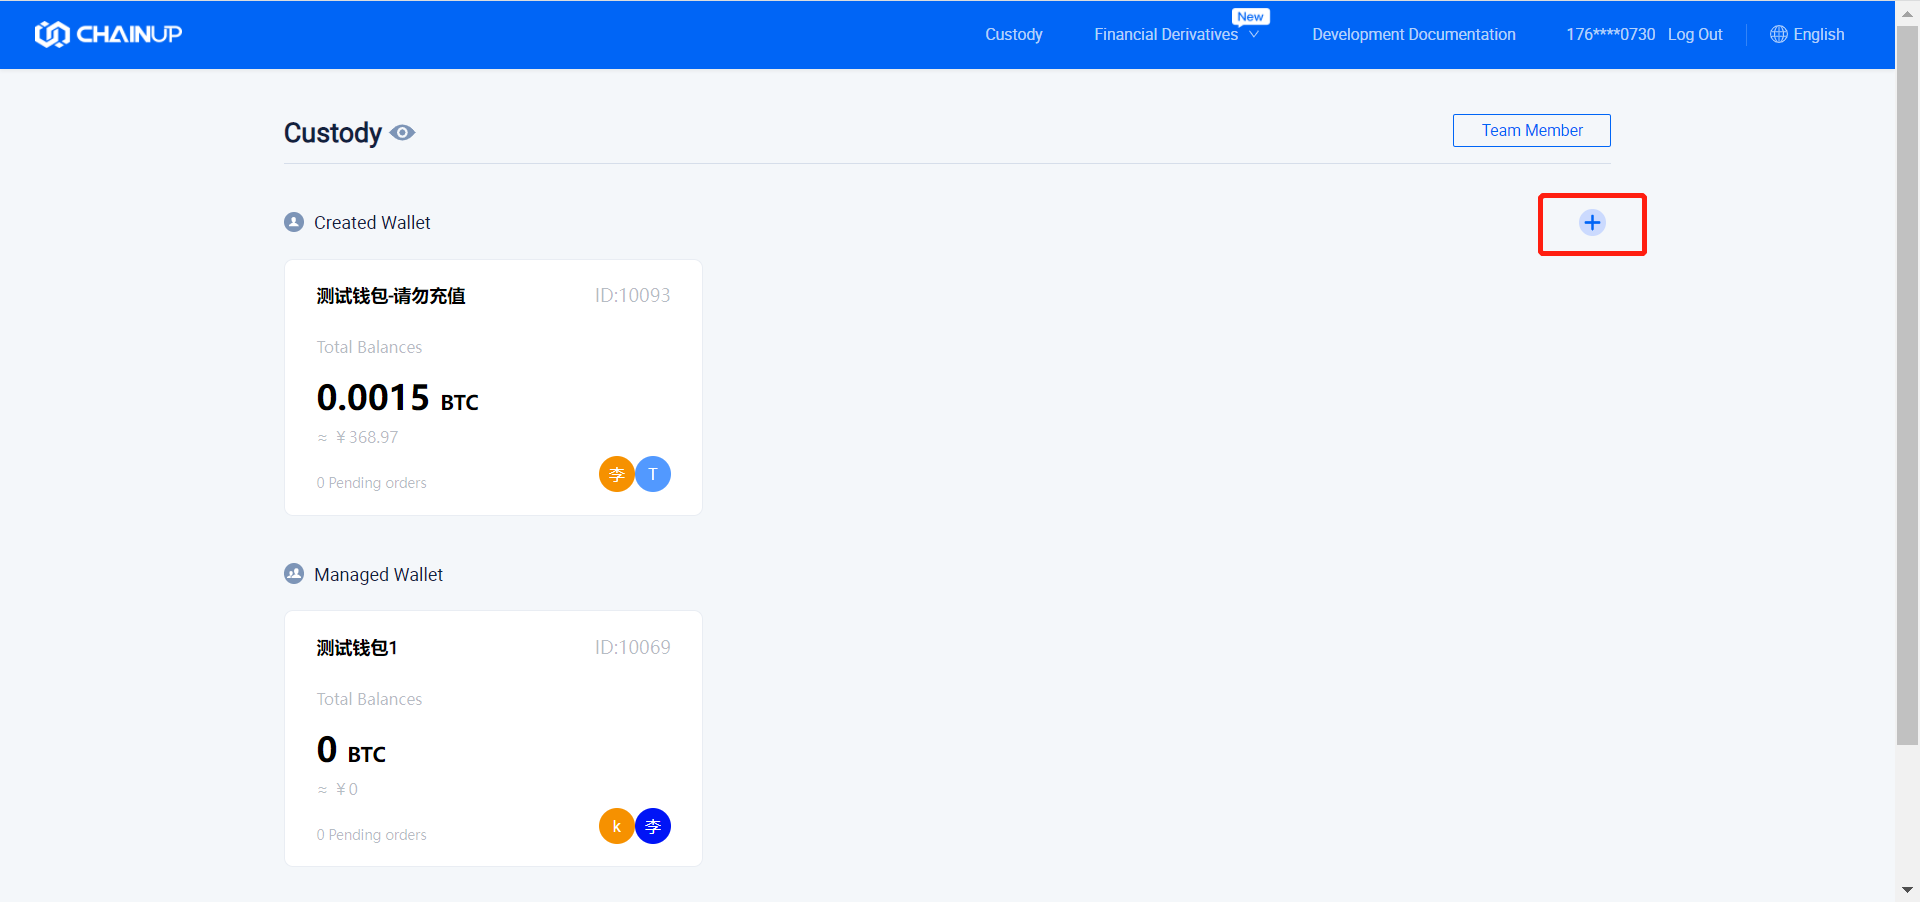 CHAINUP
Custody
Financial Derivatives
New
Development Documentation
176****0730
Log Out
English
Custody
Team Member
Created Wallet
测试钱包-请勿充值
ID:10093
Total Balances
0.0015 BTC
≈ ￥368.97
0 Pending orders
李
T
Managed Wallet
测试钱包1
ID:10069
Total Balances
0 BTC
≈ ￥0
0 Pending orders
k
李